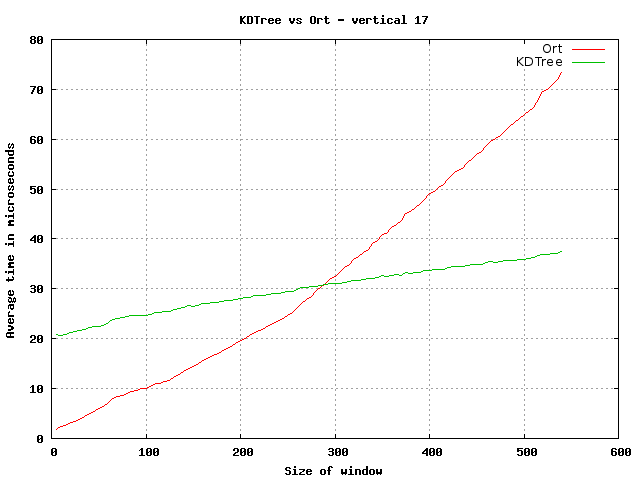 KDTree vs Ort - vertical 17
Ort
KDTree
80
70
60
50
40
30
20
10
0
Average time in microseconds
0 100 200 300 400 500 600
Size of window